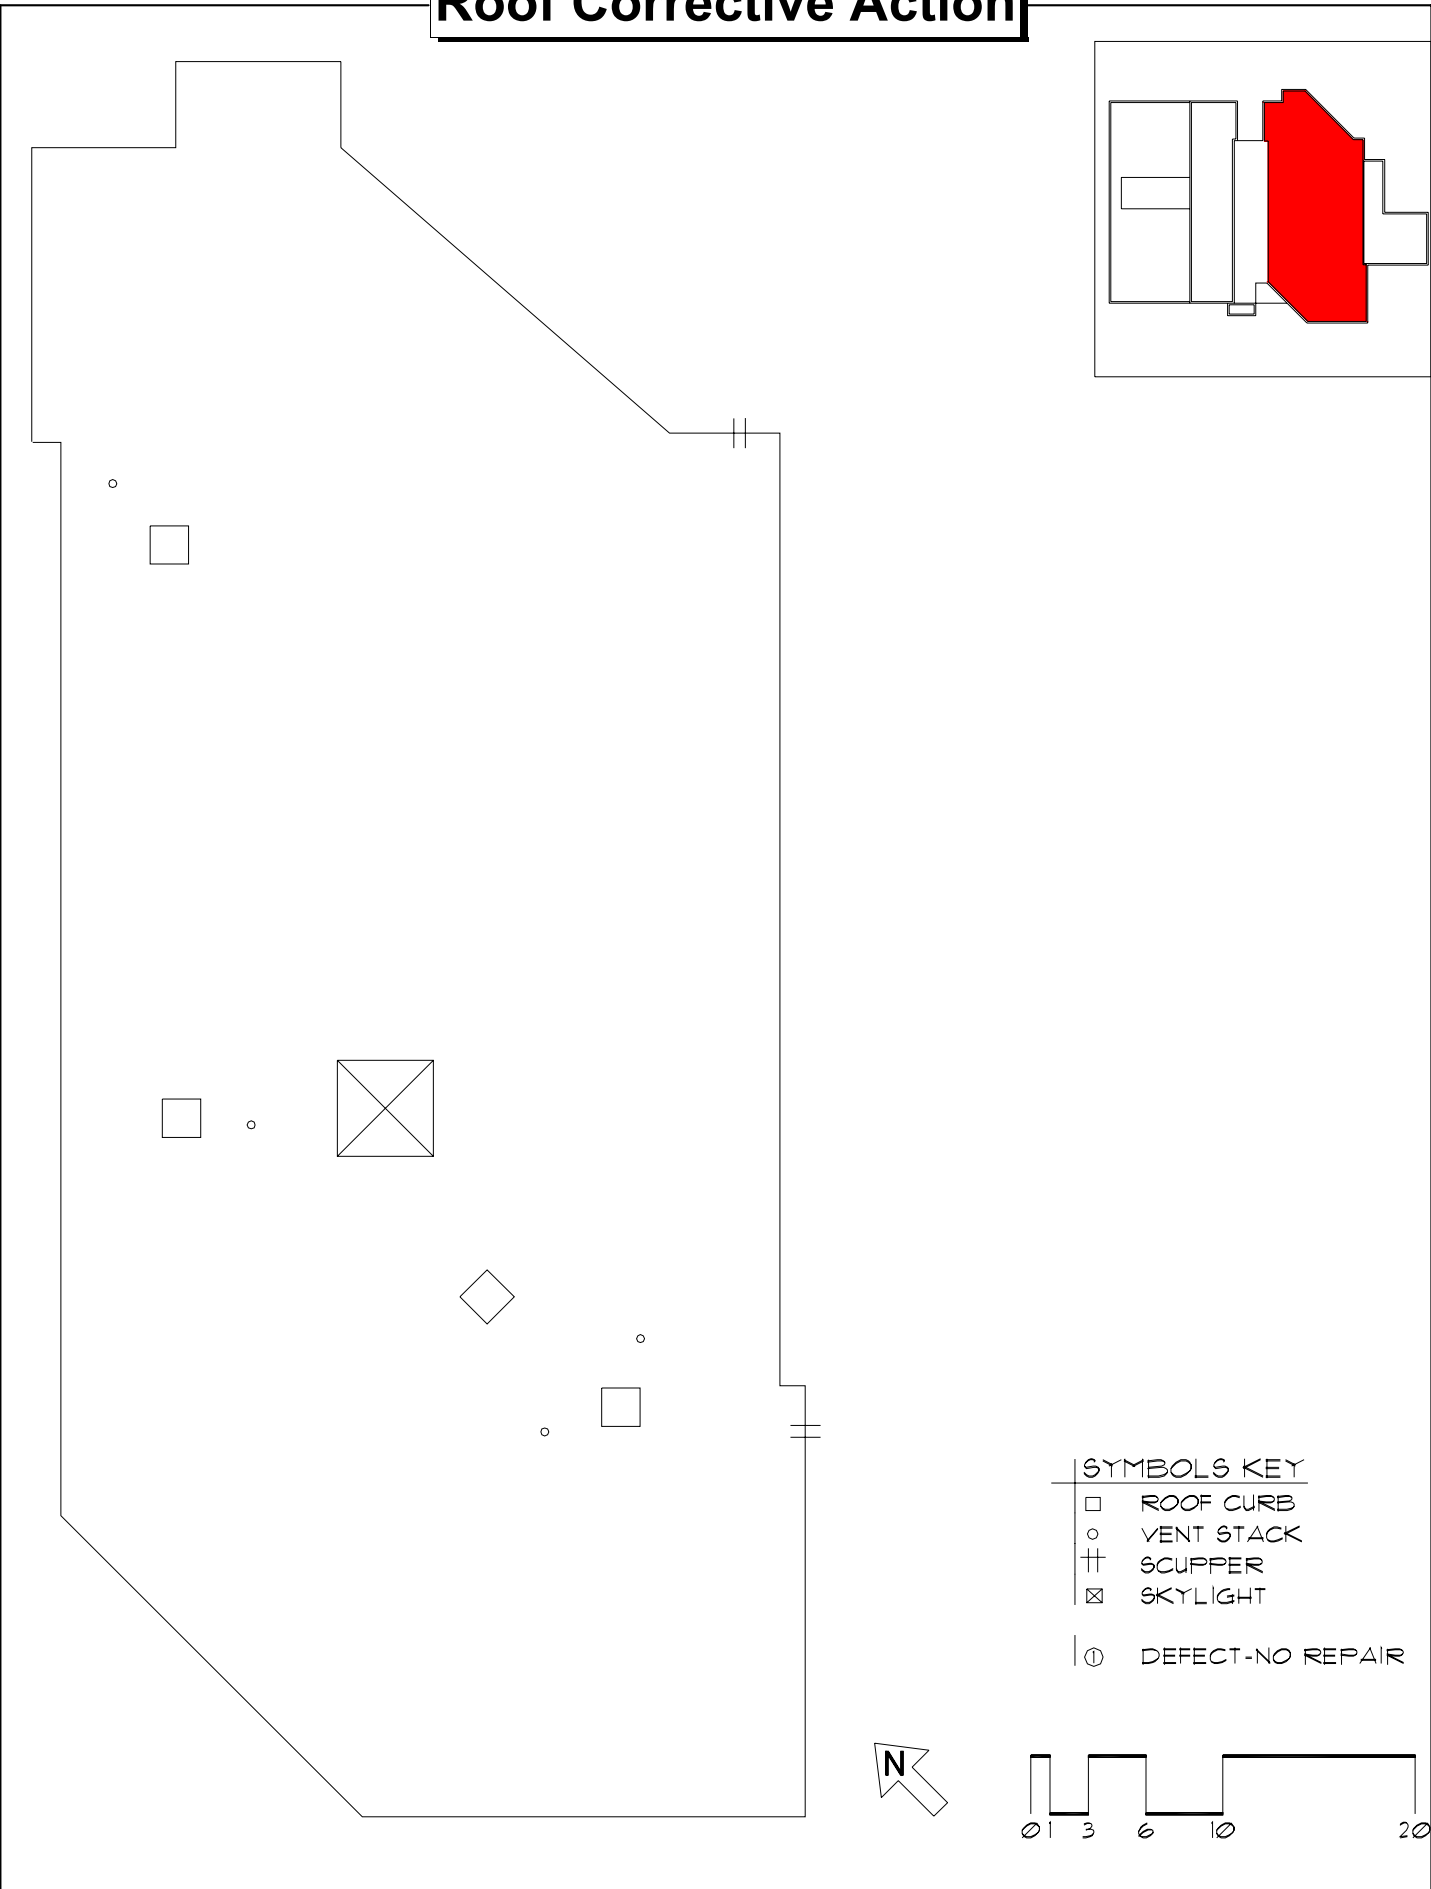 Roof Corrective Action
SYMBOLS KEY
ROOF CURB
VENT STACK
SCUPPER
SKYLIGHT
1 DEFECT-NO REPAIR
N
0 1 3 6 10 20